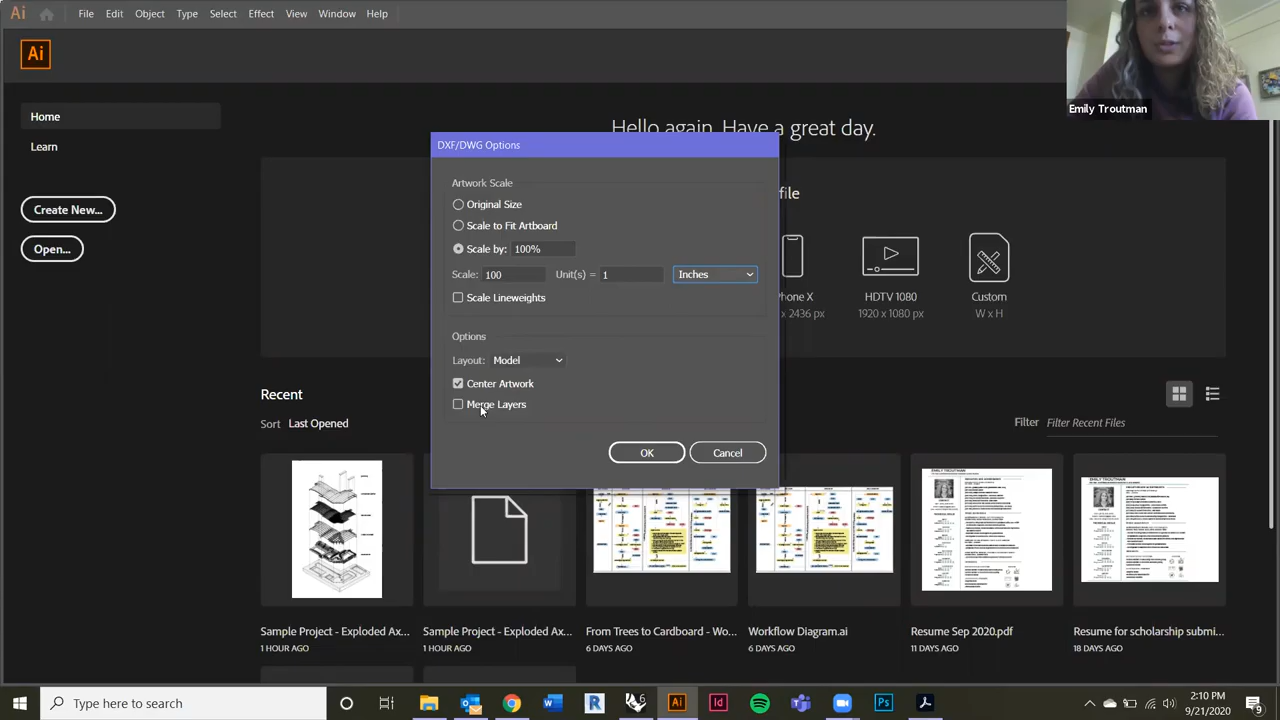 Ai File Edit Object Type Select Effect View Window Help
Ai
Emily Troutman
Home
Learn
Hello again. Have a great day.
Create New...
Open...
DXF/DWG Options
Artwork Scale
Original Size
Scale to Fit Artboard
Scale by: 100%
Scale: 100 Unit(s) = 1 Inches
Scale Lineweights
Options
Layout: Model
Center Artwork
Merge Layers
OK Cancel
file
hone X HDTV 1080 Custom
x 2436 px 1920 x 1080 px W x H
Recent
Sort Last Opened
Filter Filter Recent Files
Sample Project - Exploded Ax... Sample Project - Exploded Ax... From Trees to Cardboard - Wo... Workflow Diagram.ai Resume Sep 2020.pdf Resume for scholarship submi...
1 HOUR AGO 1 HOUR AGO 6 DAYS AGO 6 DAYS AGO 11 DAYS AGO 18 DAYS AGO
Type here to search
2:10 PM
9/21/2020